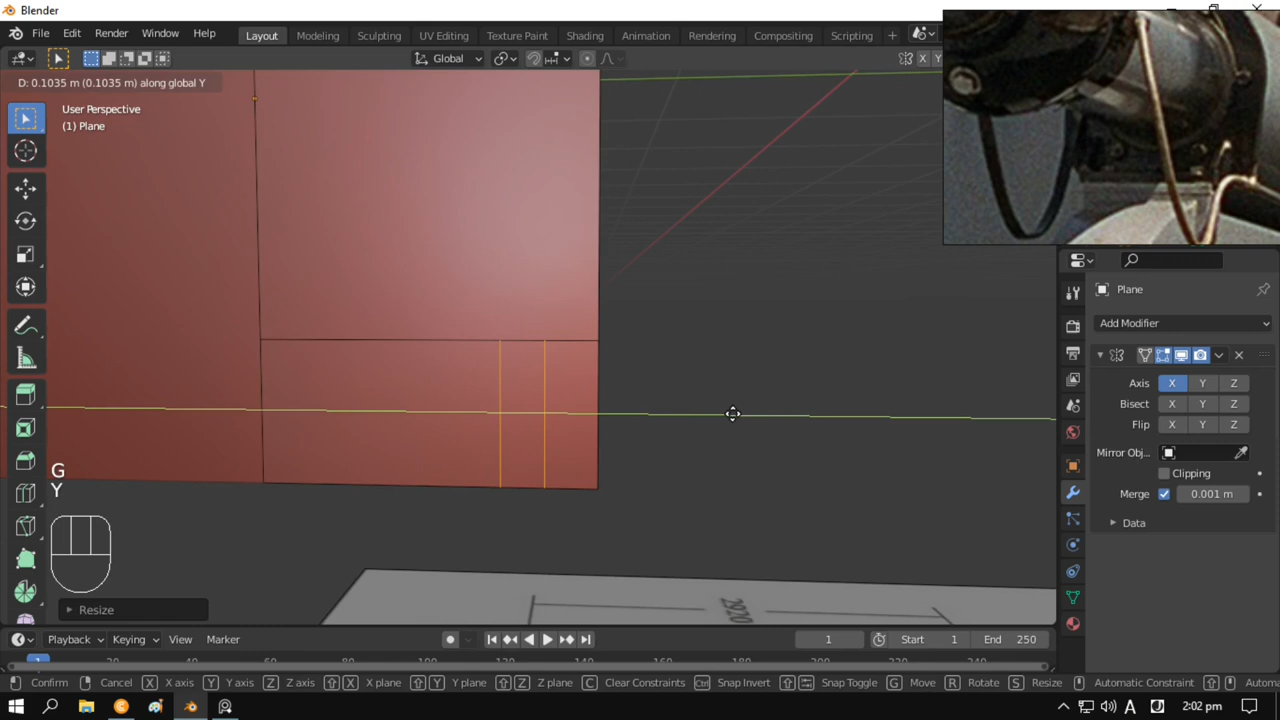 Blender
File Edit Render Window Help Layout Modeling Sculpting UV Editing Texture Paint Shading Animation Rendering Compositing Scripting +
Global X Y
D: 0.1035 m (0.1035 m) along global Y
User Perspective
(1) Plane
G
Y
Resize
2920
Plane
Add Modifier
Axis X Y Z
Bisect X Y Z
Flip X Y Z
Mirror Obj...
Clipping
Merge 0.001 m
Data
Playback Keying View Marker 1 Start 1 End 250
1 20 40 60 80 100 120 140 160 180 200 220 240
Confirm Cancel X X axis Y Y axis Z Z axis X X plane Y Y plane Z Z plane C Clear Constraints Ctrl Snap Invert Snap Toggle G Move R Rotate S Resize Automatic Constraint Automa
A 2:02 pm